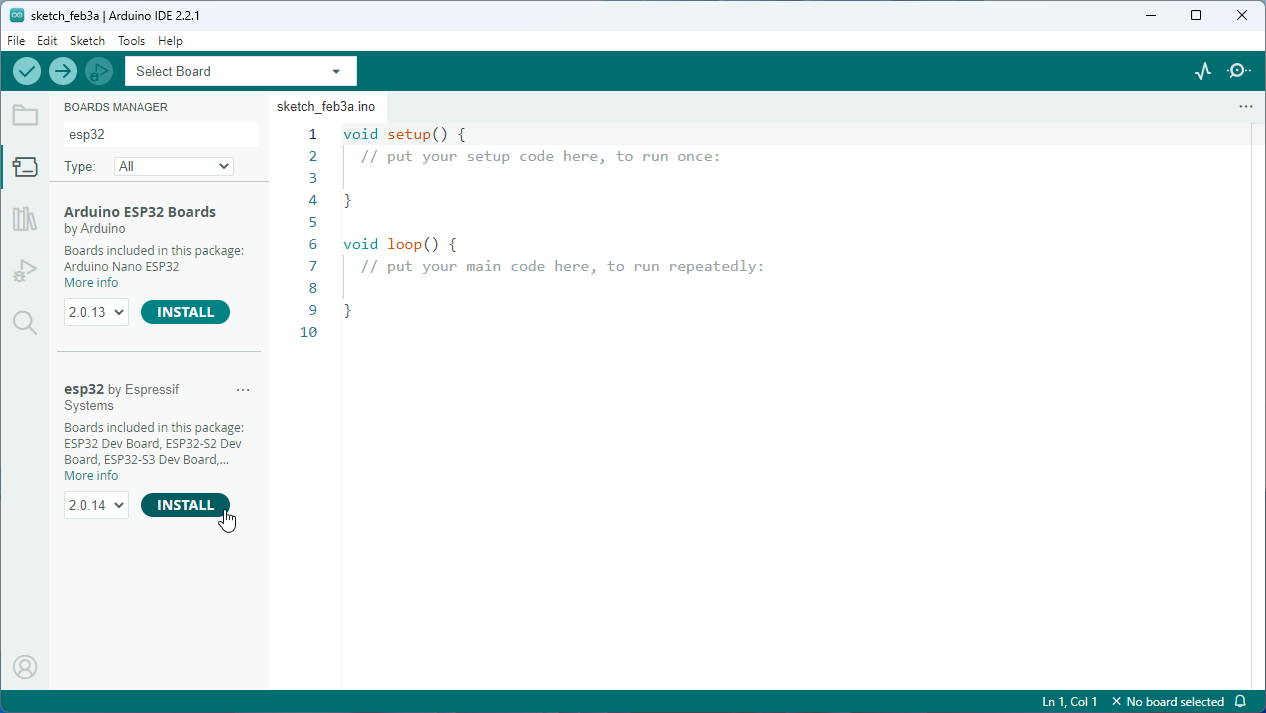 sketch_feb3a | Arduino IDE 2.2.1
File Edit Sketch Tools Help
Select Board
BOARDS MANAGER
esp32
Type: All
Arduino ESP32 Boards
by Arduino
Boards included in this package:
Arduino Nano ESP32
More info
2.0.13 INSTALL
esp32 by Espressif
Systems
Boards included in this package:
ESP32 Dev Board, ESP32-S2 Dev
Board, ESP32-S3 Dev Board,...
More info
2.0.14 INSTALL
sketch_feb3a.ino
1 void setup() {
2 // put your setup code here, to run once:
3
4 }
5
6 void loop() {
7 // put your main code here, to run repeatedly:
8
9 }
10
Ln 1, Col 1 × No board selected